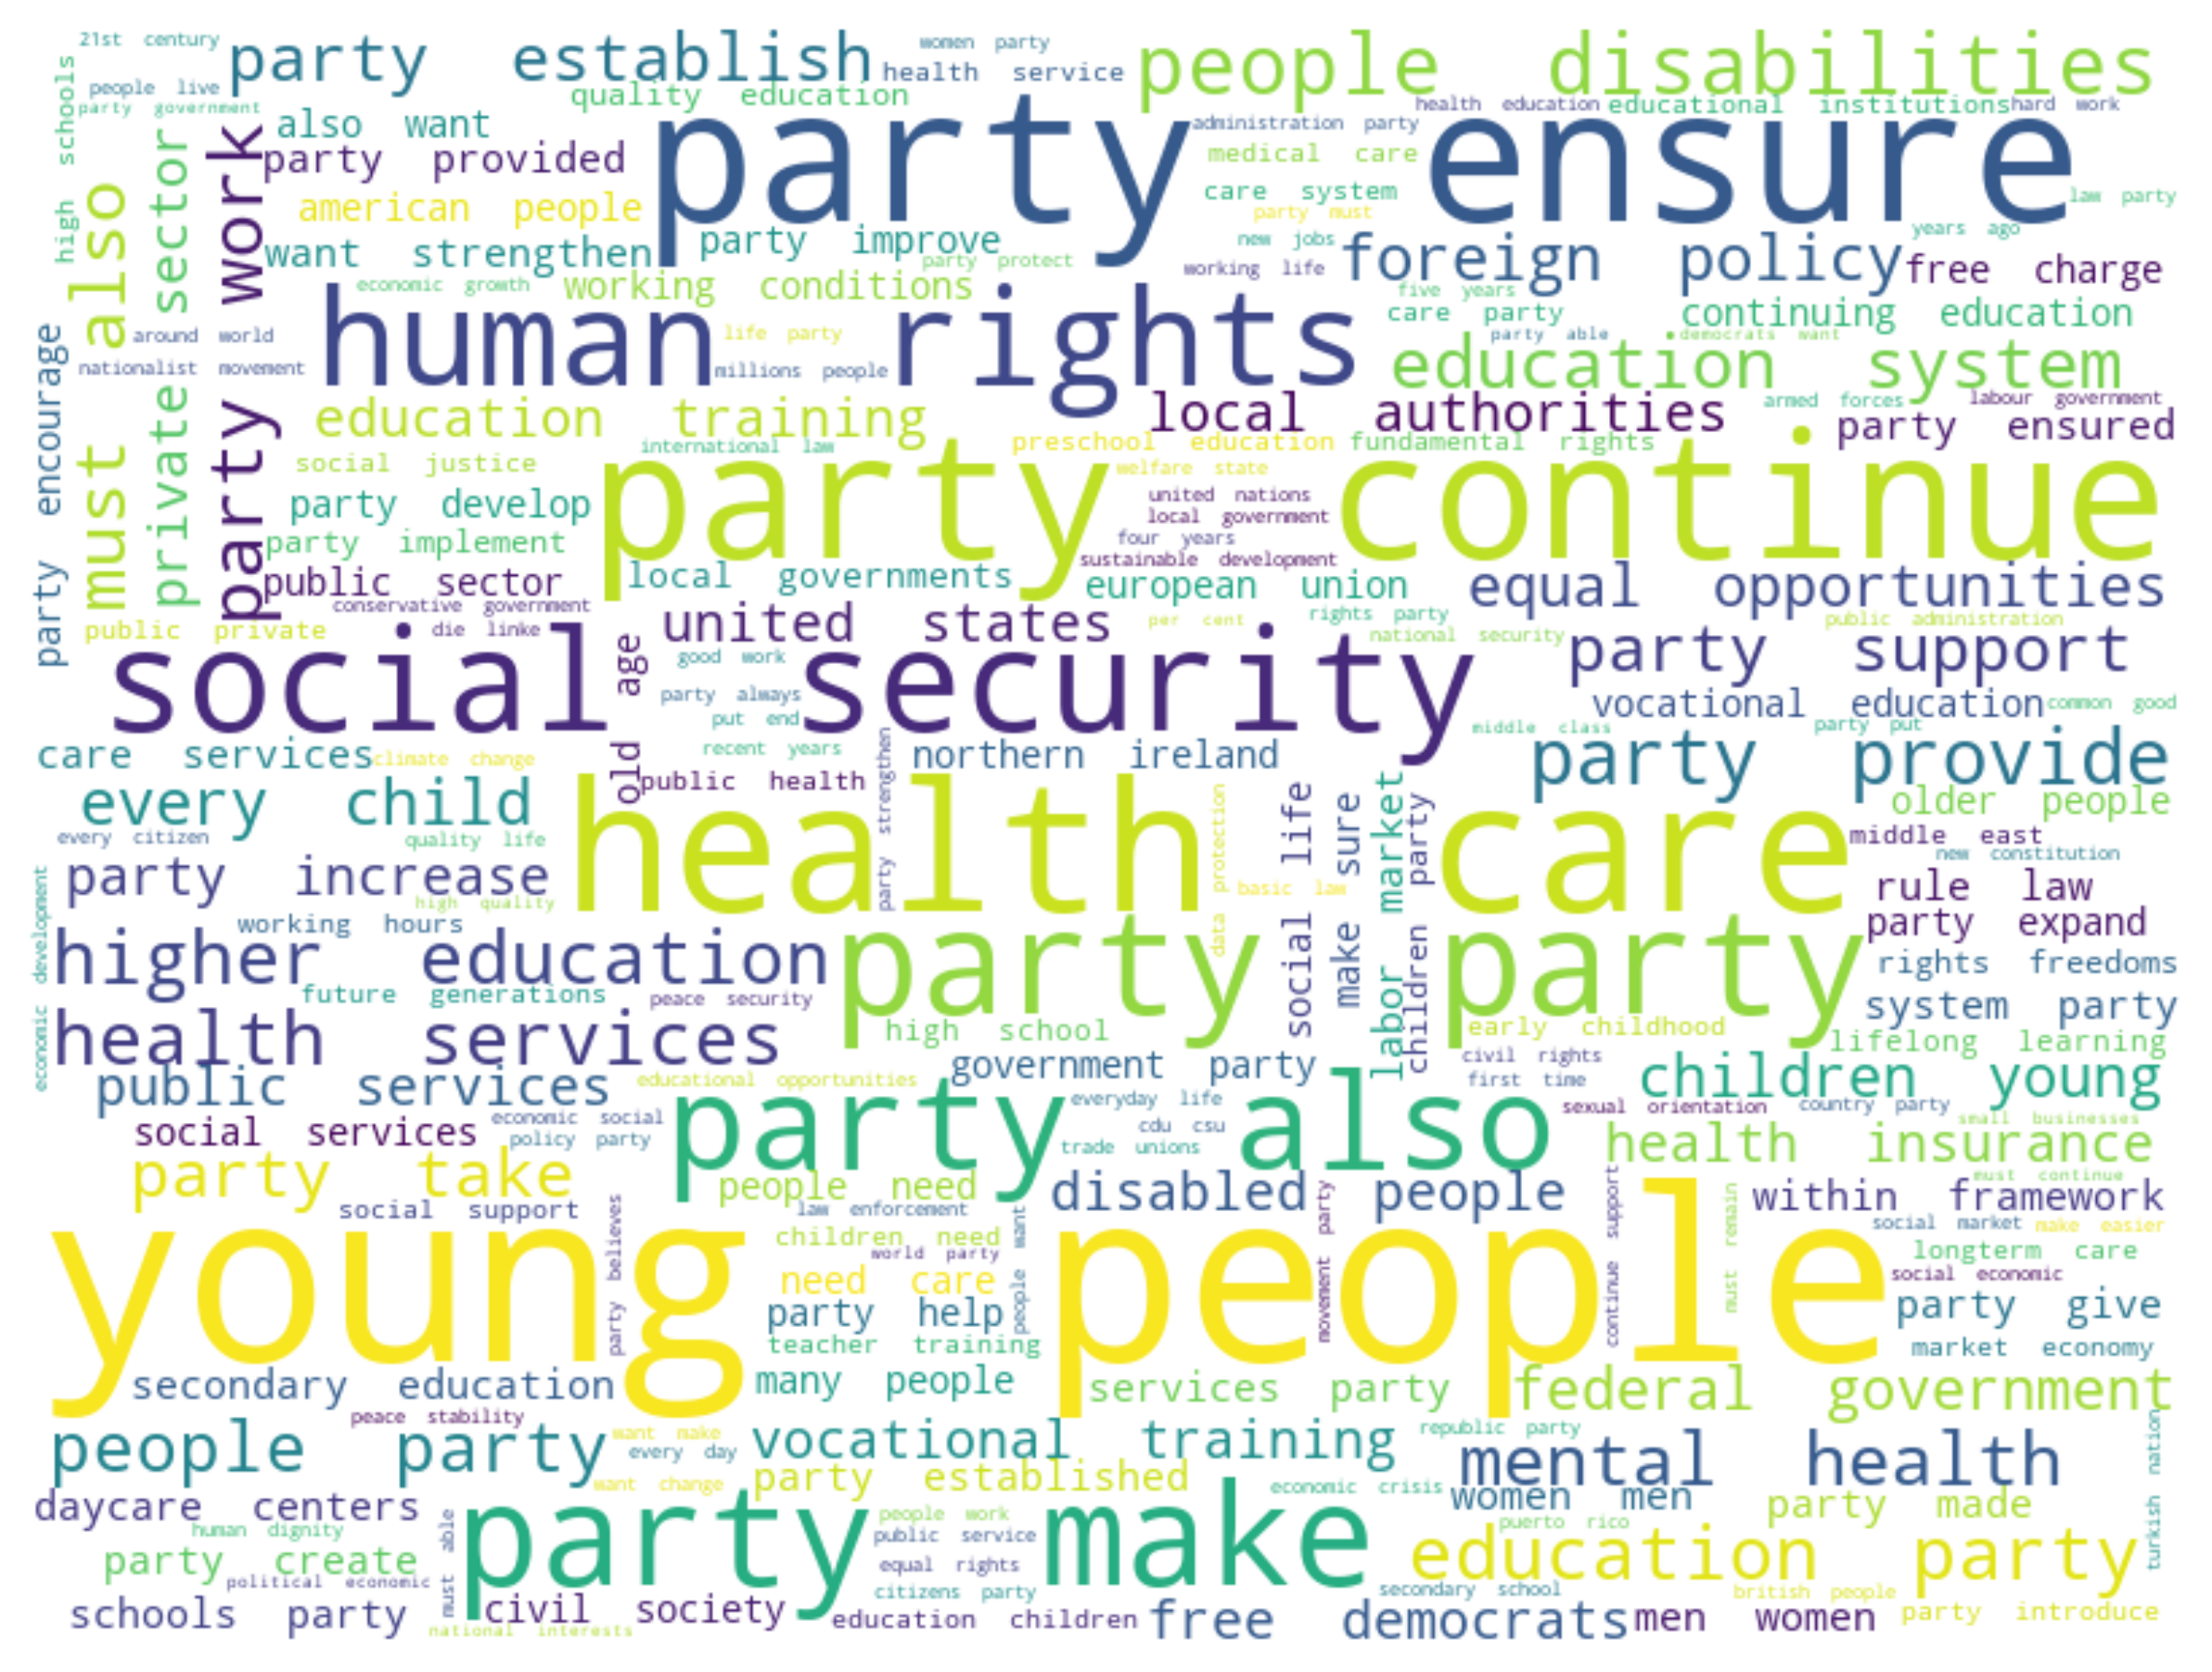 21st century
party establish
women party
people disabilities
people live
health service
party government
quality education
health education
educational institutions
hard work
high schools
also want
party ensure
administration party
party provided
medical care
care system
law party
american people
party must
must also
private sector
party work
want strengthen
party improve
new jobs
years ago
foreign policy
free charge
party protect
working life
economic growth
working conditions
five years
human rights
care party
continuing education
around world
life party
party able
democrats want
nationalist movement
millions people
education system
party encourage
education training
local authorities
armed forces
labour government
party ensured
international law
preschool education
fundamental rights
social justice
party continue
welfare state
party develop
united nations
local government
party implement
four years
sustainable development
public sector
local governments
european union
equal opportunities
conservative government
united states
rights party
public private
die linke
per cent
public administration
national security
social security
old age
good work
party support
party always
vocational education
common good
put end
middle class
party put
care services
climate change
recent years
northern ireland
party provide
public health
party strengthen
every child
health care
older people
every citizen
quality life
data protection
social life
make sure
labor market
children party
middle east
new constitution
party increase
basic law
rule law
high quality
economic development
working hours
party expand
higher education
party party
rights freedoms
future generations
peace security
system party
health services
high school
early childhood
lifelong learning
government party
civil rights
first time
public services
educational opportunities
children young
party also
everyday life
sexual orientation
country party
social services
economic social
cdu csu
small businesses
policy party
trade unions
health insurance
party take
people need
disabled people
must continue
within framework
social support
law enforcement
young people
party believes
children need
people want
movement party
continue support
must remain
social market
make easier
world party
longterm care
need care
social economic
party help
party give
teacher training
market economy
secondary education
many people
services party
federal government
peace stability
people party
want make
every day
vocational training
republic party
mental health
turkish nation
want change
party established
economic crisis
daycare centers
women men
party made
party make
people work
human dignity
must able
public service
puerto rico
party create
equal rights
education party
political economic
citizens party
secondary school
british people
schools party
civil society
education children
free democrats
men women
party introduce
national interests